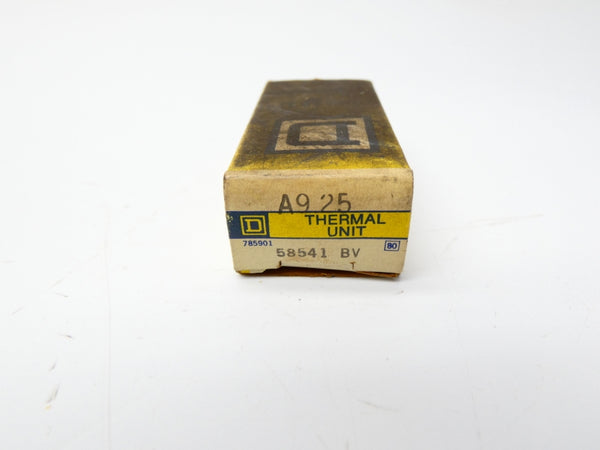 D
A9.25
D
THERMAL
UNIT
785901
80
58541 BV